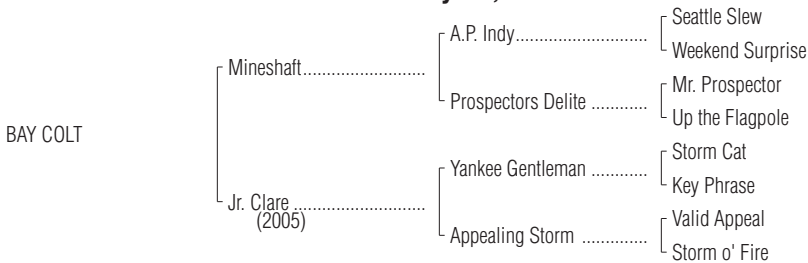 Seattle Slew
A.P. Indy..........................
Weekend Surprise
Mineshaft.........................
Mr. Prospector
Prospectors Delite ............
Up the Flagpole
BAY COLT
Storm Cat
Yankee Gentleman ............
Key Phrase
Jr. Clare ...........................
(2005)
Valid Appeal
Appealing Storm ..............
Storm o' Fire